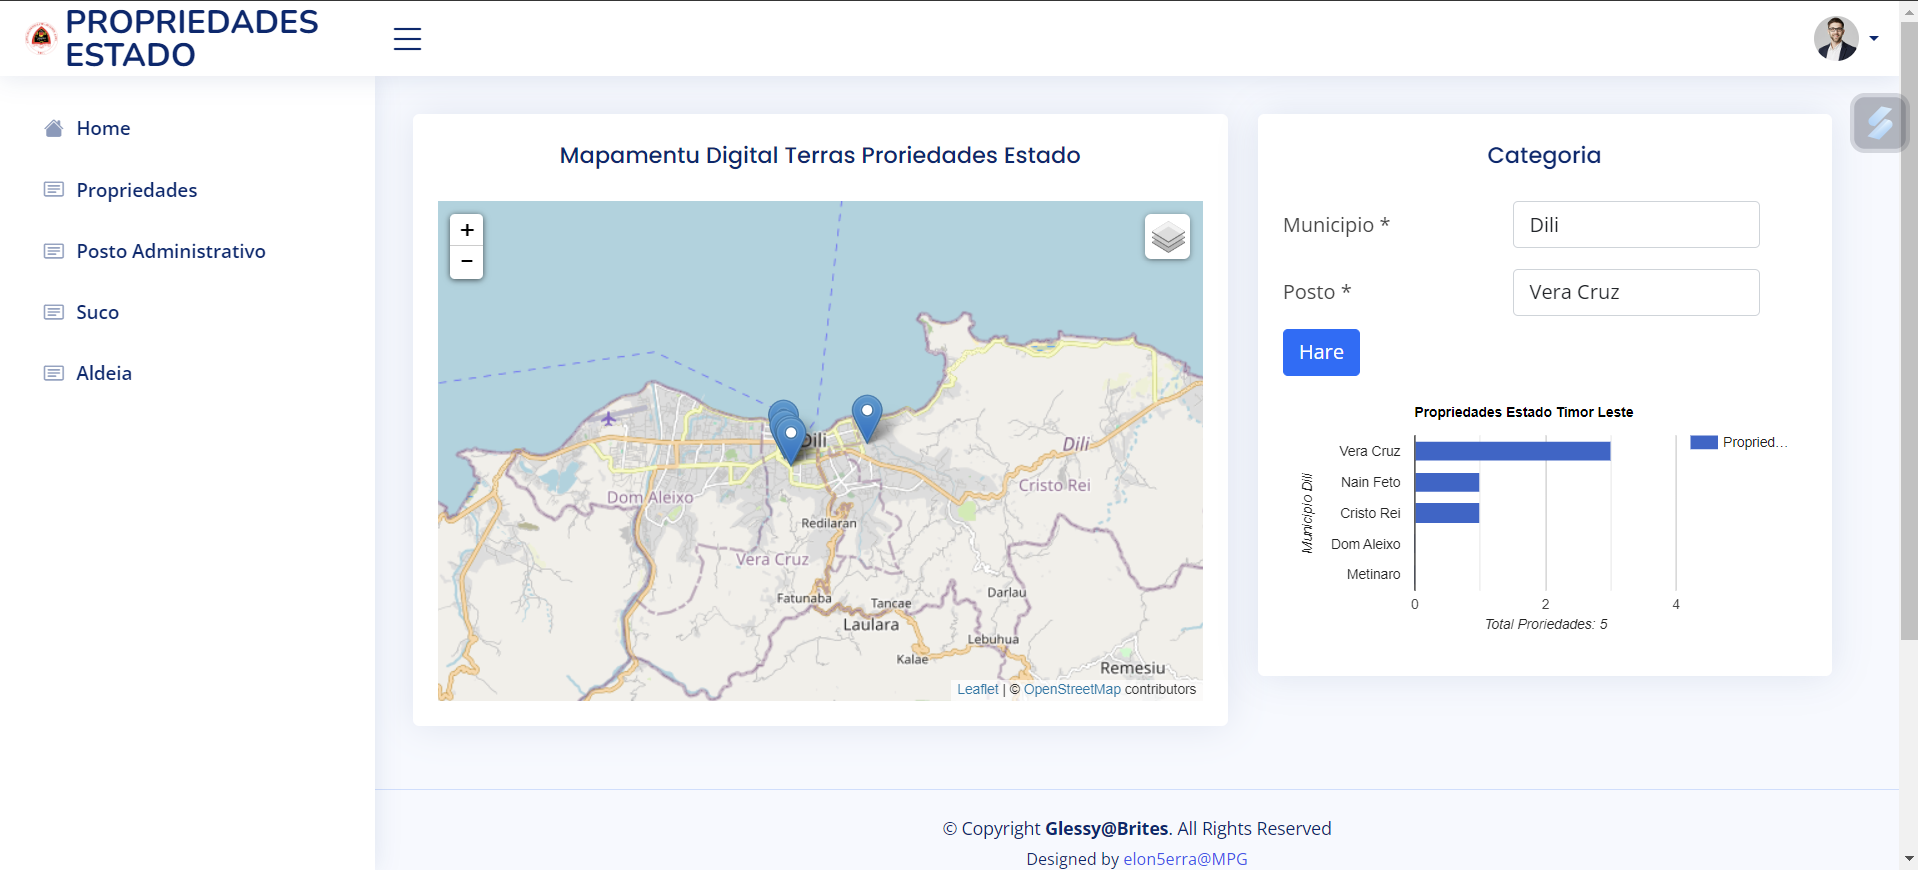 PROPRIEDADES
ESTADO
Home
Propriedades
Posto Administrativo
Suco
Aldeia
Mapamentu Digital Terras Proriedades Estado
+
−
Dili
Dili
Cristo Rei
Dom Aleixo
Redilaran
Vera Cruz
Fatunaba
Tancae
Darlau
Laulara
Lebuhua
Kalae
Remesiu
Leaflet | © OpenStreetMap contributors
Categoria
Municipio *
Dili
Posto *
Vera Cruz
Hare
Propriedades Estado Timor Leste
Propried...
Municipio Dili
Vera Cruz
Nain Feto
Cristo Rei
Dom Aleixo
Metinaro
0 2 4
Total Proriedades: 5
© Copyright Glessy@Brites. All Rights Reserved
Designed by elon5erra@MPG